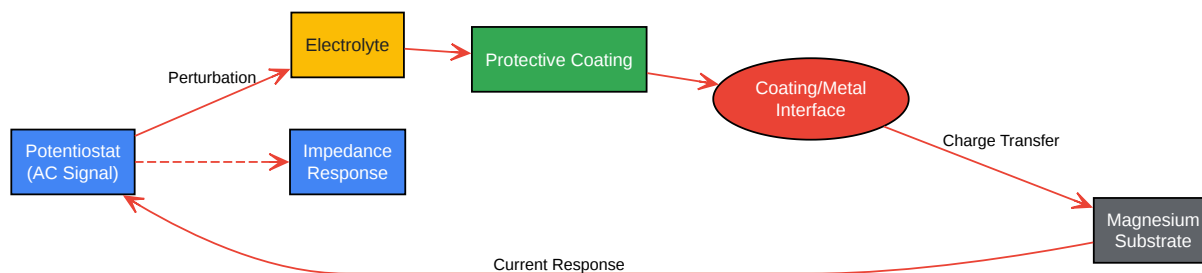 Electrolyte
Protective Coating
Perturbation
Coating/Metal
Interface
Potentiostat
(AC Signal)
Impedance
Response
Charge Transfer
Magnesium
Substrate
Current Response